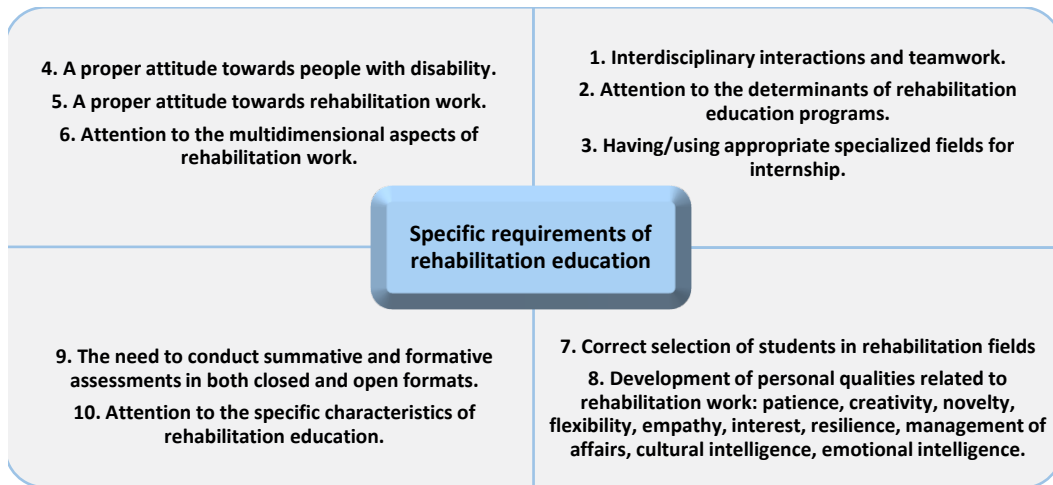 4. A proper attitude towards people with disability.
5. A proper attitude towards rehabilitation work.
6. Attention to the multidimensional aspects of
rehabilitation work.
1. Interdisciplinary interactions and teamwork.
2. Attention to the determinants of rehabilitation
education programs.
3. Having/using appropriate specialized fields for
internship.
Specific requirements of
rehabilitation education
9. The need to conduct summative and formative
assessments in both closed and open formats.
10. Attention to the specific characteristics of
rehabilitation education.
7. Correct selection of students in rehabilitation fields
8. Development of personal qualities related to
rehabilitation work: patience, creativity, novelty,
flexibility, empathy, interest, resilience, management of
affairs, cultural intelligence, emotional intelligence.